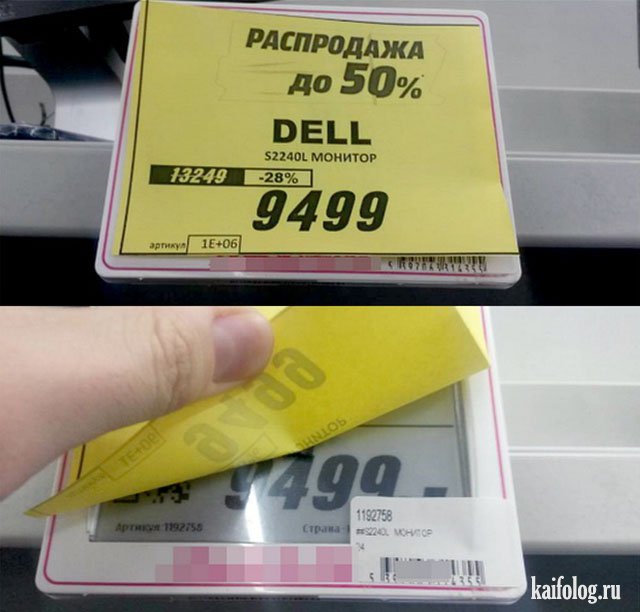 РАСПРОДАЖА
до 50%
DELL
S2240L МОНИТОР
13249 -28%
9499
артикул 1E+06
9499
1E+06
9499.-
Артикул 1192758
Страна-
1192758
S2240L МОНИТОР
kaifolog.ru